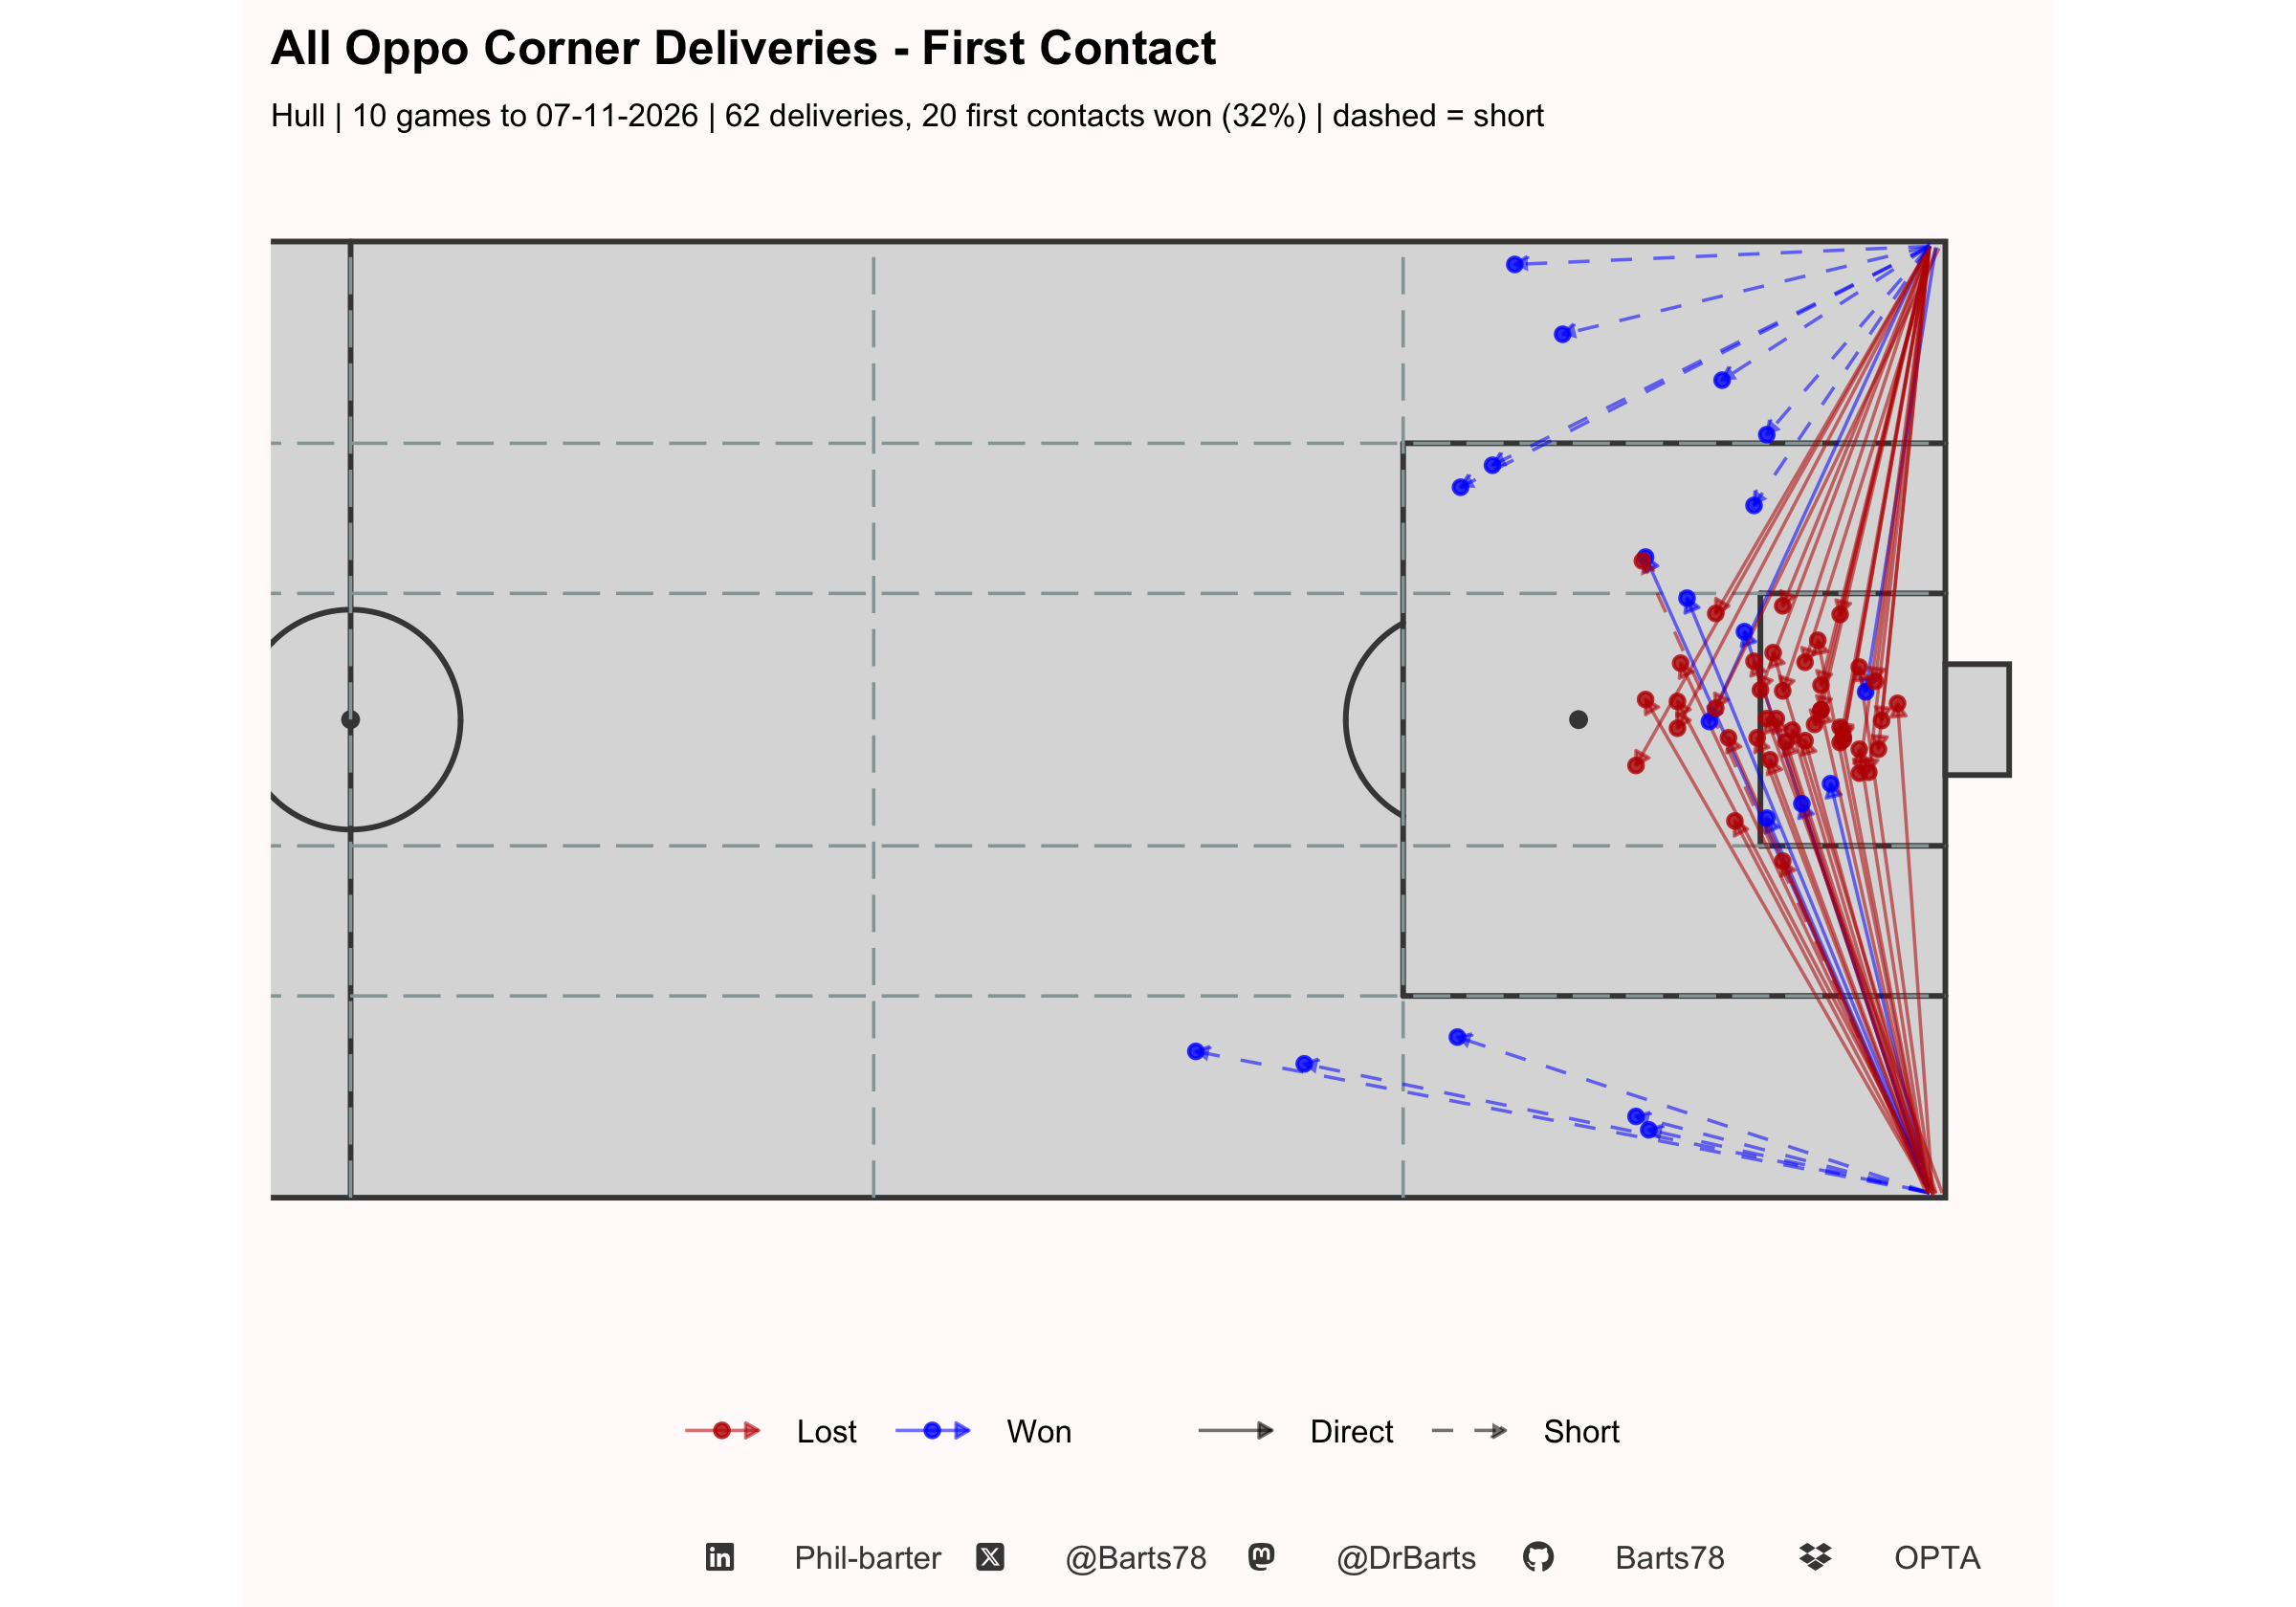 All Oppo Corner Deliveries - First Contact
Hull | 10 games to 07-11-2026 | 62 deliveries, 20 first contacts won (32%) | dashed = short
Lost Won Direct Short
Phil-barter @Barts78 @DrBarts Barts78 OPTA